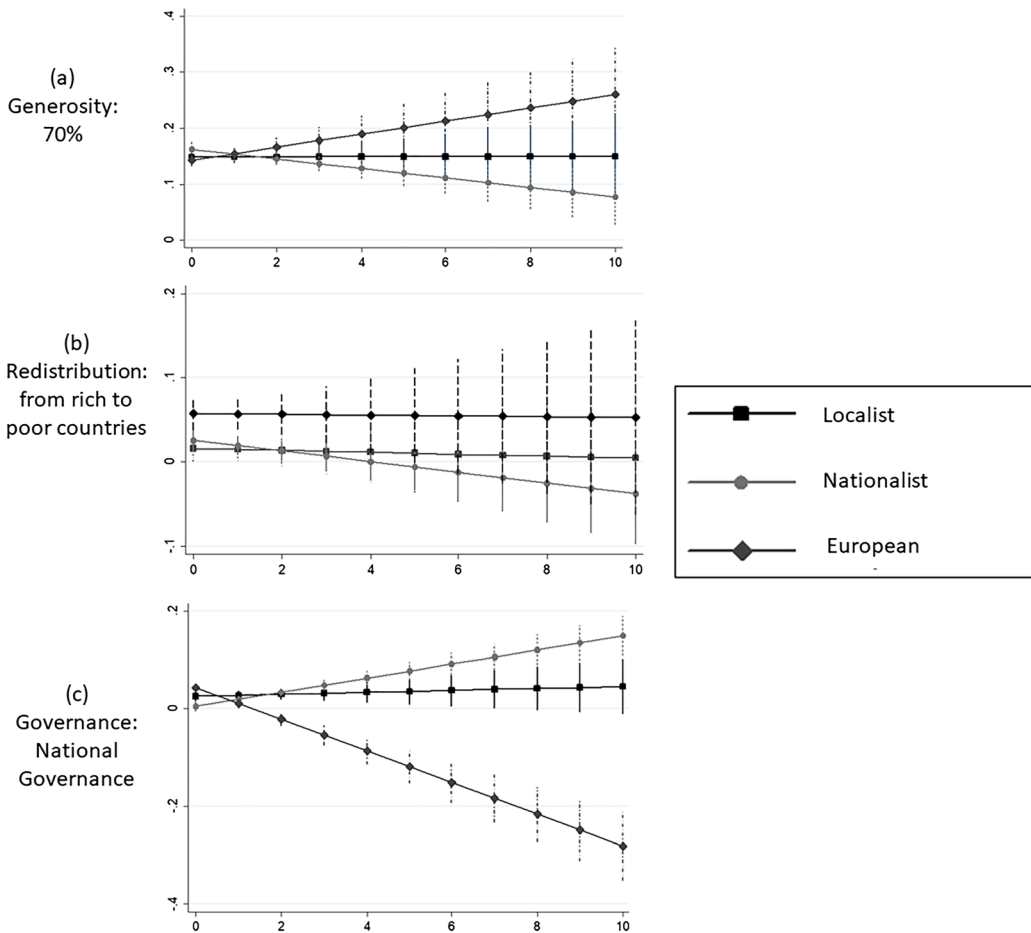 (a)
Generosity:
70%
.4
.3
.2
.1
0
0 2 4 6 8 10
(b)
Redistribution:
from rich to
poor countries
.2
.1
0
-.1
0 2 4 6 8 10
(c)
Governance:
National
Governance
.2
0
-.2
-.4
0 2 4 6 8 10
Localist
Nationalist
European